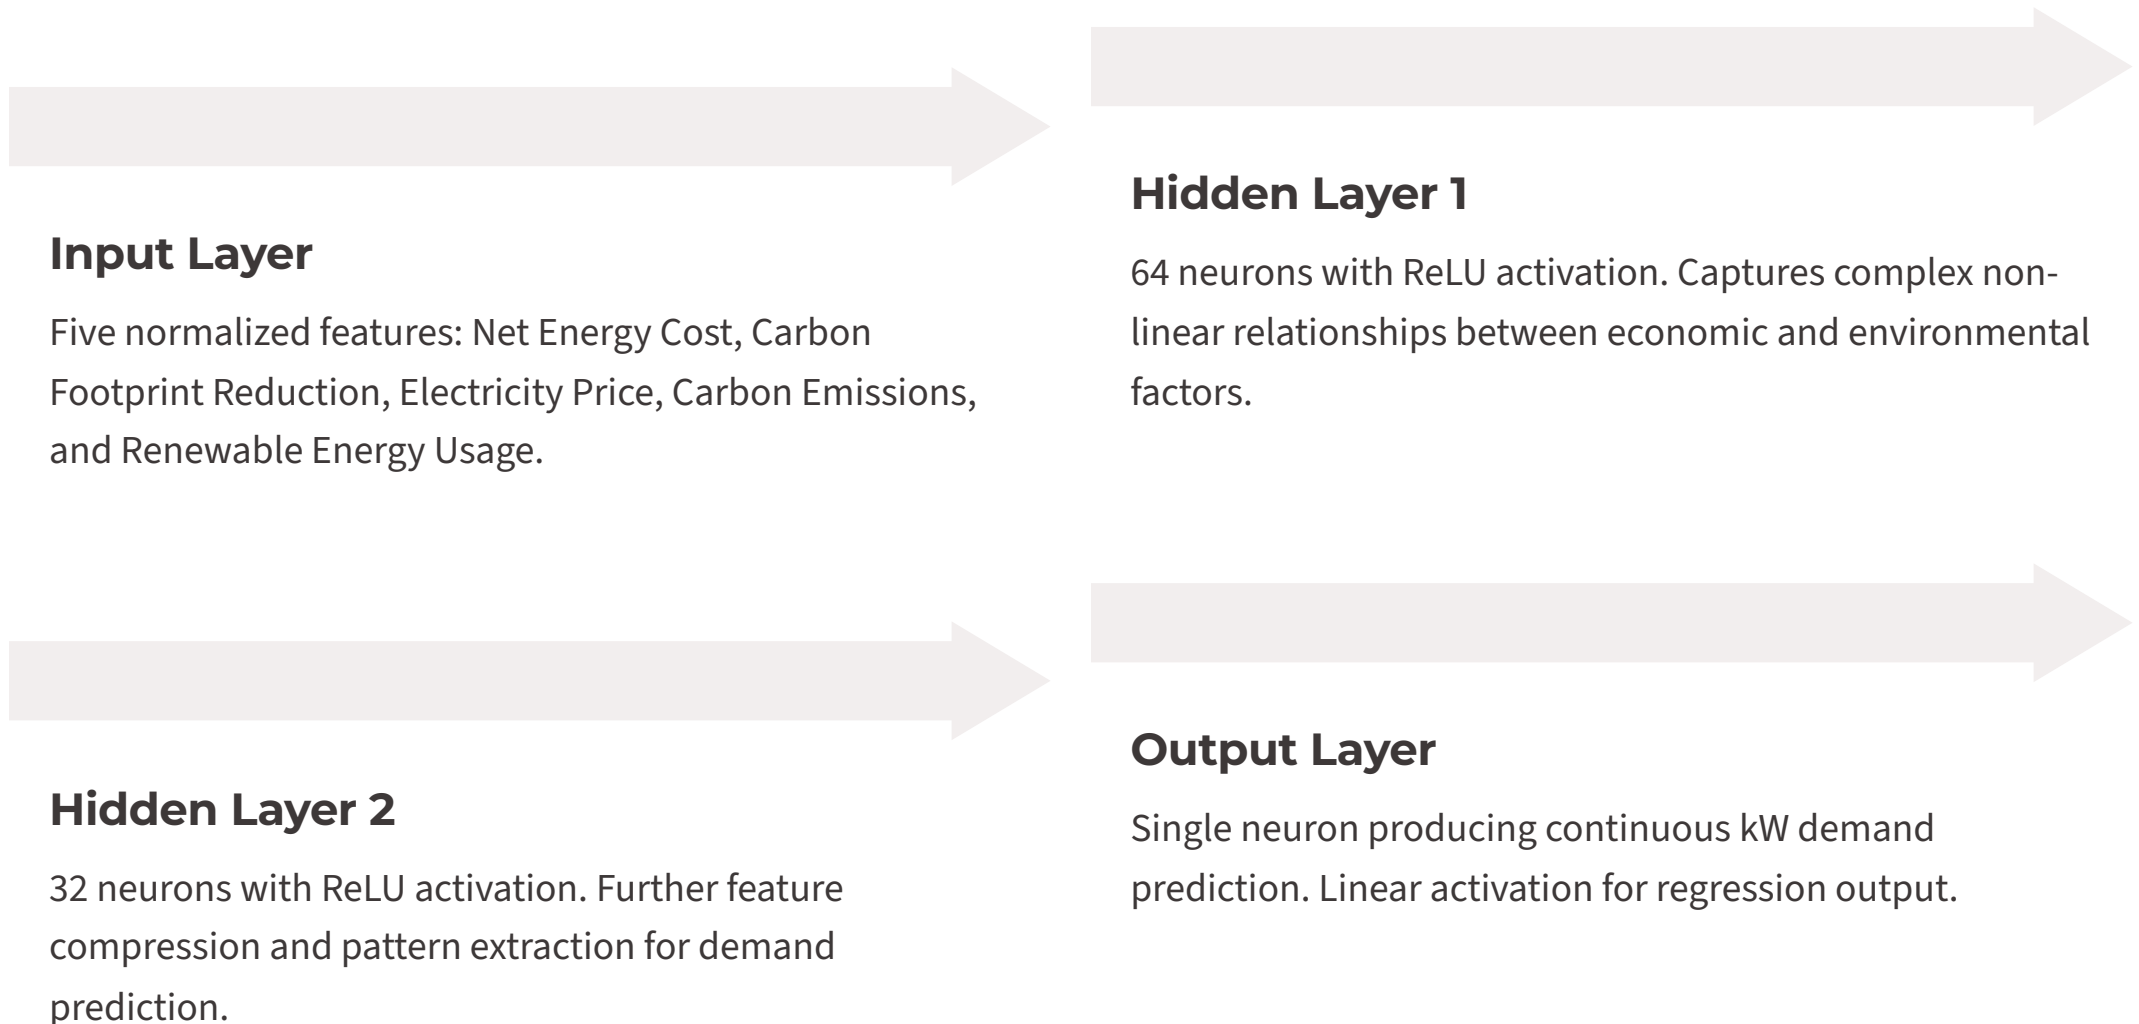 Input Layer
Five normalized features: Net Energy Cost, Carbon
Footprint Reduction, Electricity Price, Carbon Emissions,
and Renewable Energy Usage.
Hidden Layer 1
64 neurons with ReLU activation. Captures complex non-
linear relationships between economic and environmental
factors.
Hidden Layer 2
32 neurons with ReLU activation. Further feature
compression and pattern extraction for demand
prediction.
Output Layer
Single neuron producing continuous kW demand
prediction. Linear activation for regression output.